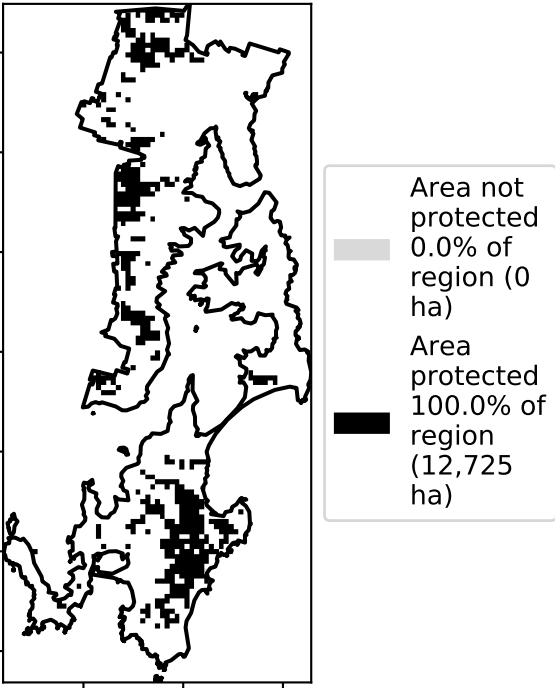 Area not
protected
0.0% of
region (0
ha)
Area
protected
100.0% of
region
(12,725
ha)